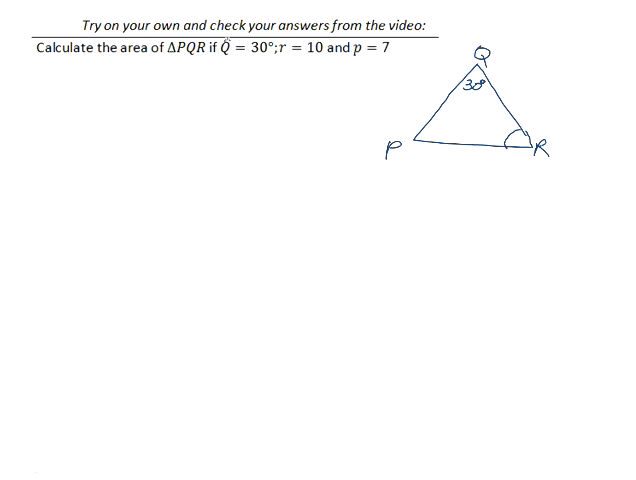 Try on your own and check your answers from the video:
Calculate the area of ΔPQR if Q̂ = 30°; r = 10 and p = 7
Q
30°
P
R